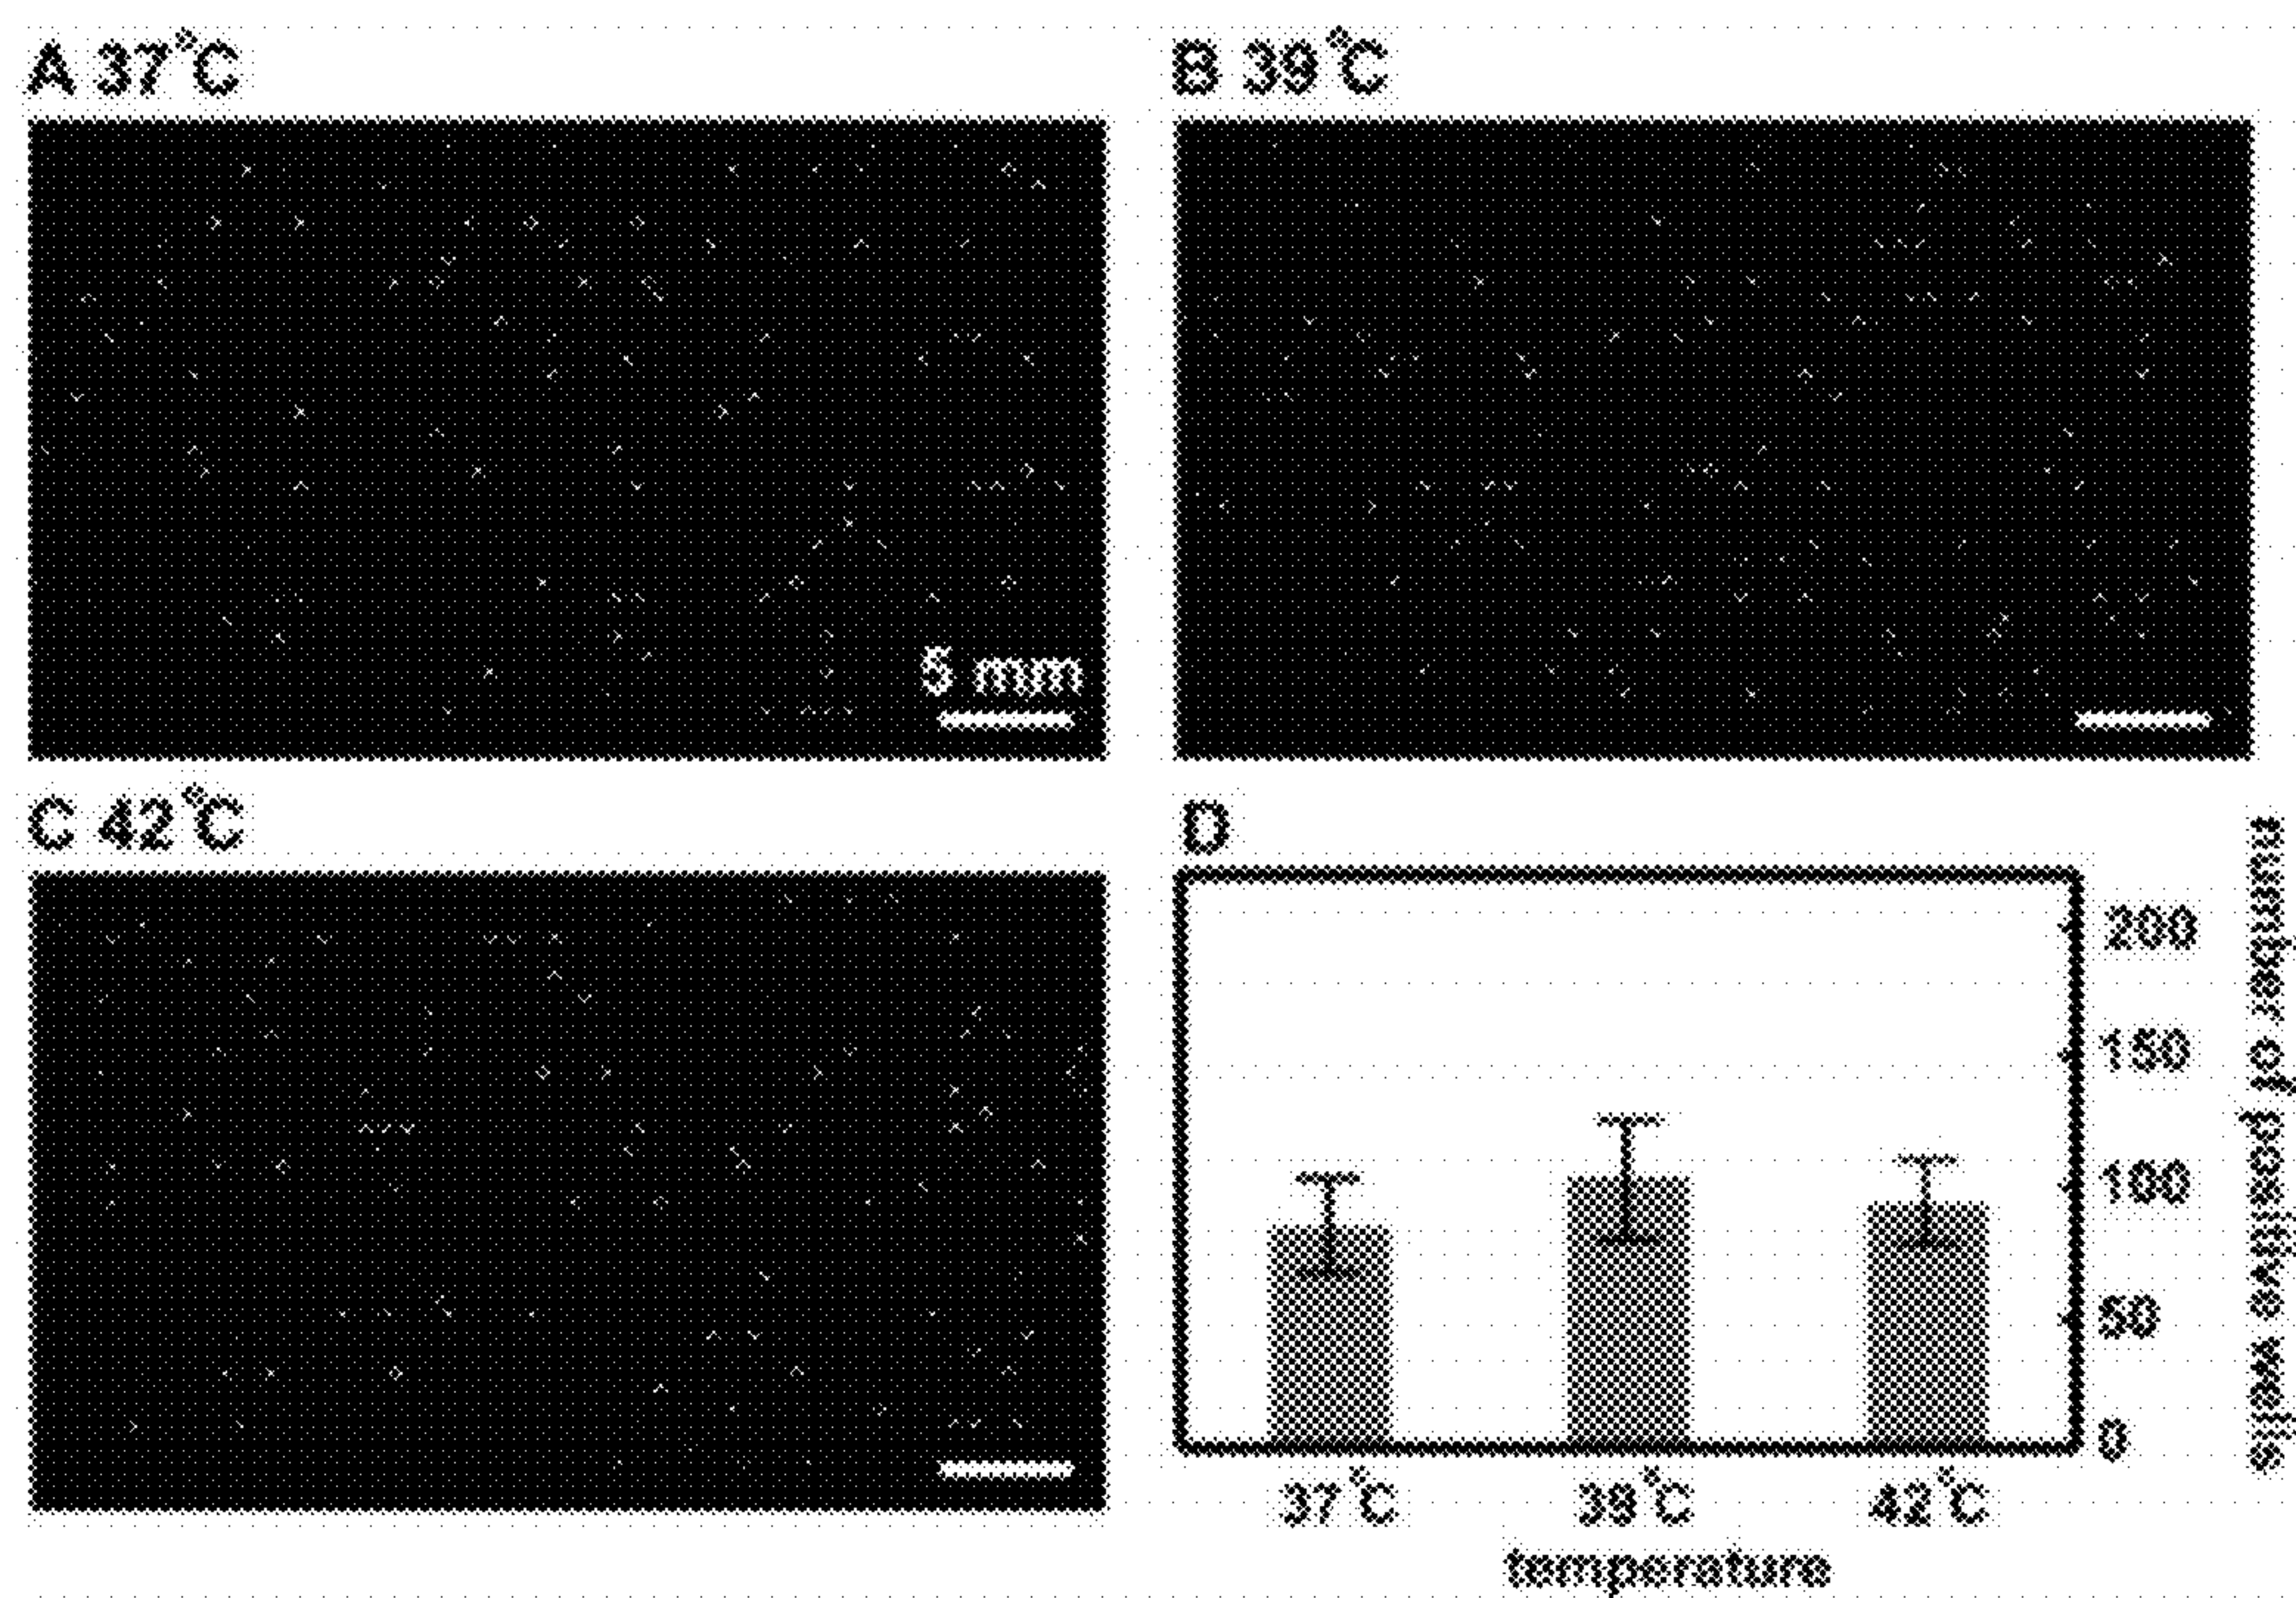 A 37°C
B 39°C
5 mm
C 42°C
D
200
150
100
50
0
number of positive wells
37°C
39°C
42°C
temperature